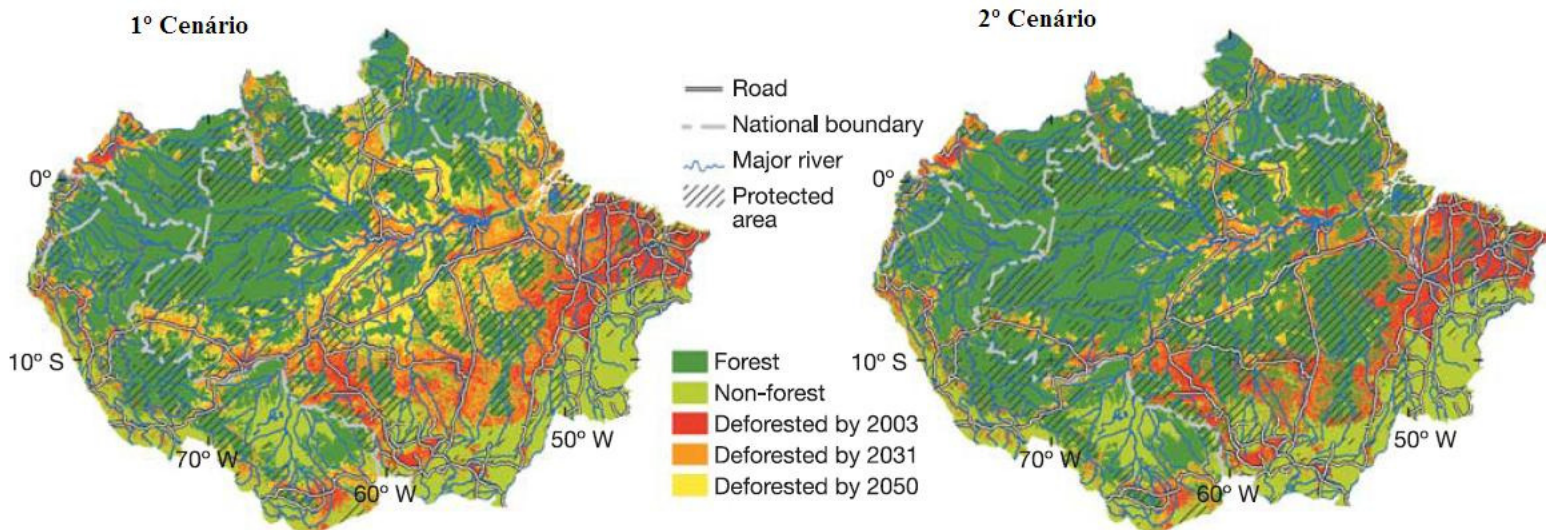 1º Cenário
2º Cenário
Road
National boundary
Major river
Protected
area
0º
10º S
70º W
60º W
50º W
Forest
Non-forest
Deforested by 2003
Deforested by 2031
Deforested by 2050
0º
10º S
70º W
60º W
50º W